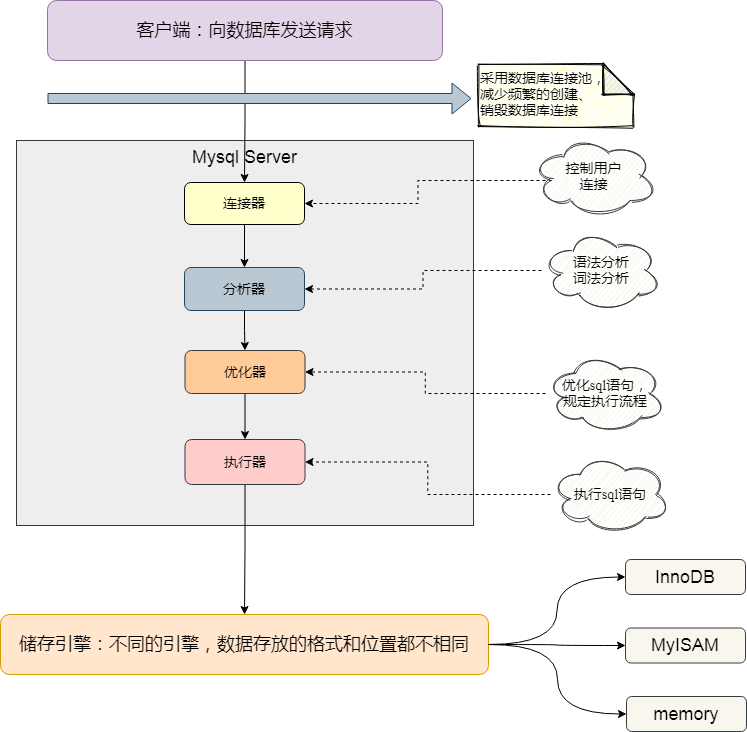 客户端：向数据库发送请求
采用数据库连接池，
减少频繁的创建、
销毁数据库连接
Mysql Server
控制用户
连接
连接器
语法分析
词法分析
分析器
优化器
优化sql语句，
规定执行流程
执行器
执行sql语句
InnoDB
储存引擎：不同的引擎，数据存放的格式和位置都不相同
MyISAM
memory